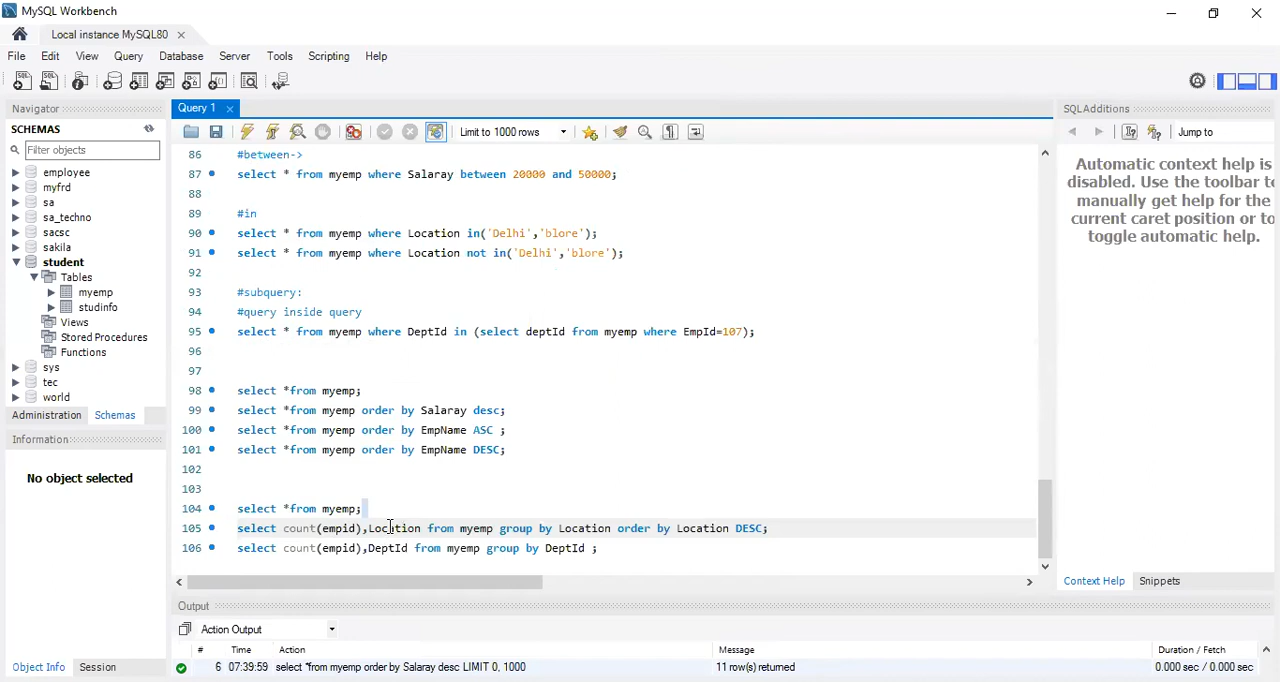 MySQL Workbench
Local instance MySQL80
File Edit View Query Database Server Tools Scripting Help
Navigator
SCHEMAS
Filter objects
employee
myfrd
sa
sa_techno
sacsc
sakila
student
Tables
myemp
studinfo
Views
Stored Procedures
Functions
sys
tec
world
Administration Schemas
Information
No object selected
Object Info Session
Query 1
Limit to 1000 rows
86 #between->
87 select * from myemp where Salaray between 20000 and 50000;
88
89 #in
90 select * from myemp where Location in('Delhi','blore');
91 select * from myemp where Location not in('Delhi','blore');
92
93 #subquery:
94 #query inside query
95 select * from myemp where DeptId in (select deptId from myemp where EmpId=107);
96
97
98 select *from myemp;
99 select *from myemp order by Salaray desc;
100 select *from myemp order by EmpName ASC ;
101 select *from myemp order by EmpName DESC;
102
103
104 select *from myemp;
105 select count(empid),Location from myemp group by Location order by Location DESC;
106 select count(empid),DeptId from myemp group by DeptId ;
SQLAdditions
Jump to
Automatic context help is
disabled. Use the toolbar to
manually get help for the
current caret position or to
toggle automatic help.
Context Help Snippets
Output
Action Output
# Time Action Message Duration / Fetch
6 07:39:59 select *from myemp order by Salaray desc LIMIT 0, 1000 11 row(s) returned 0.000 sec / 0.000 sec